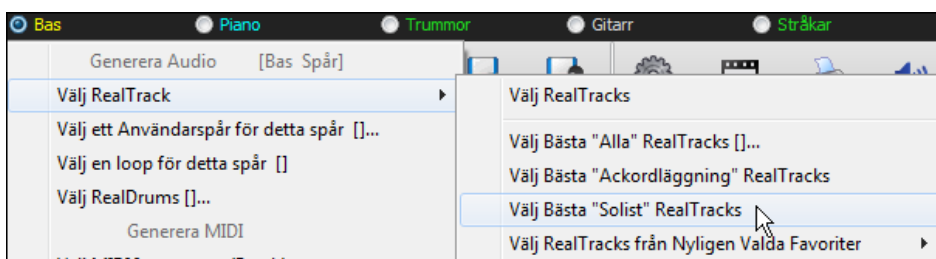 Bas Piano Trummor Gitarr Stråkar
Generera Audio [Bas Spår]
Välj RealTrack
Välj ett Användarspår för detta spår []...
Välj en loop för detta spår []
Välj RealDrums []...
Generera MIDI
Välj RealTracks
Välj Bästa "Alla" RealTracks []...
Välj Bästa "Ackordläggning" RealTracks
Välj Bästa "Solist" RealTracks
Välj RealTracks från Nyligen Valda Favoriter